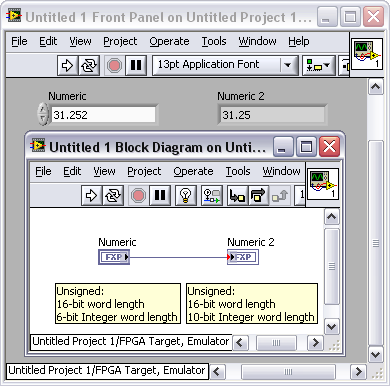 Untitled 1 Front Panel on Untitled Project 1...
File Edit View Project Operate Tools Window Help
13pt Application Font
1
Numeric Numeric 2
31.252 31.25
Untitled 1 Block Diagram on Unti...
File Edit View Project Operate Tools Window
1
Numeric Numeric 2
FXP FXP
Unsigned:
16-bit word length
6-bit Integer word length
Unsigned:
16-bit word length
10-bit Integer word length
Untitled Project 1/FPGA Target, Emulator
Untitled Project 1/FPGA Target, Emulator